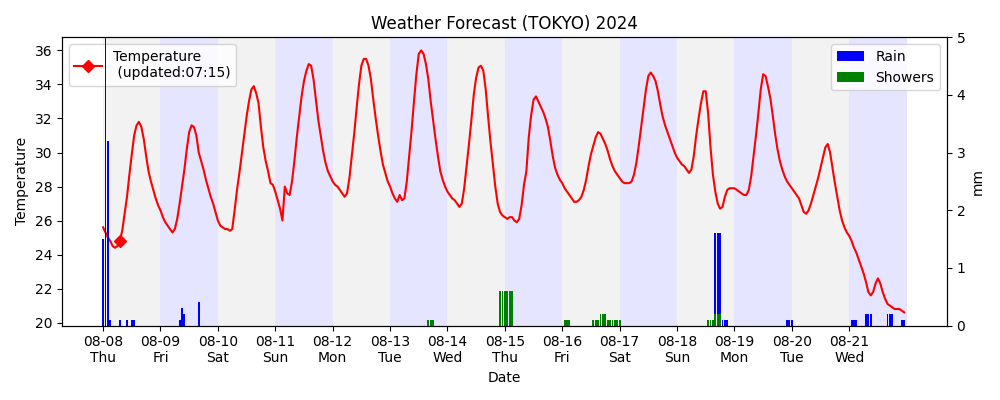 Weather Forecast (TOKYO) 2024
Temperature
(updated:07:15)
Rain
Showers
Temperature
36
34
32
30
28
26
24
22
20
5
4
3
2
1
0
mm
08-08 08-09 08-10 08-11 08-12 08-13 08-14 08-15 08-16 08-17 08-18 08-19 08-20 08-21
Thu Fri Sat Sun Mon Tue Wed Thu Fri Sat Sun Mon Tue Wed
Date